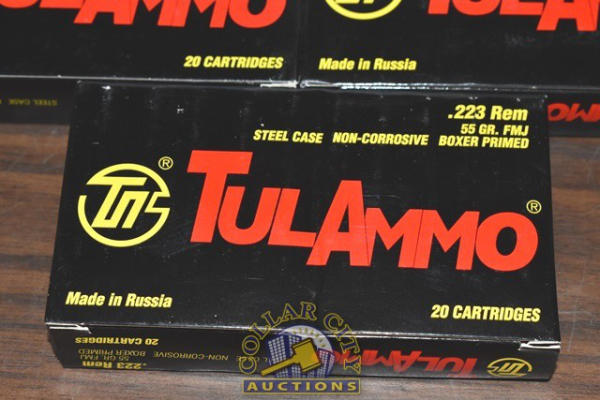 TULAMMO
20 CARTRIDGES
Made in Russia
STEEL CASE
.223 Rem
55 GR. FMJ
STEEL CASE NON-CORROSIVE BOXER PRIMED
®
TULAMMO®
Made in Russia
20 CARTRIDGES
COLLAR CITY
AUCTIONS
.223 Rem
55 GR. FMJ
BOXER PRIMED NON-CORROSIVE
20 CARTRIDGES
TULAMMO